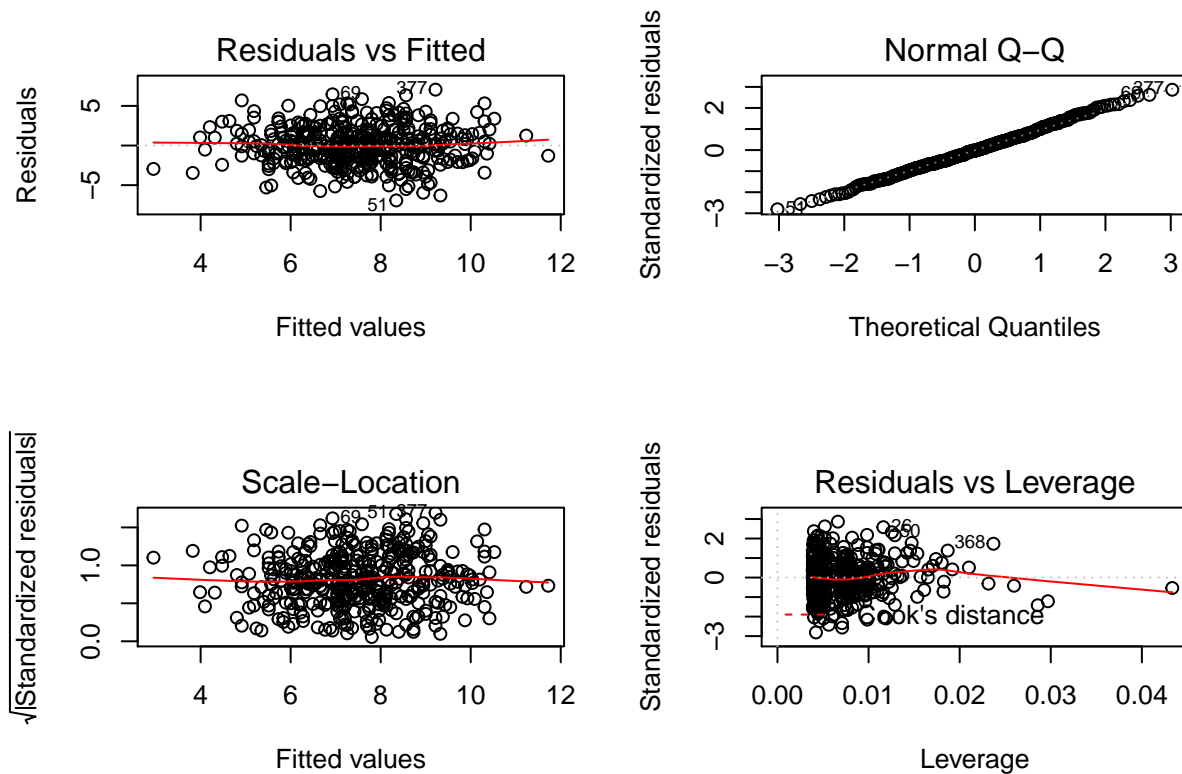 Residuals vs Fitted
Residuals
5
−5
69
377
51
4 6 8 10 12
Fitted values
Normal Q−Q
Standardized residuals
2
0
−3
377
51
−3 −2 −1 0 1 2 3
Theoretical Quantiles
Scale−Location
√|Standardized residuals|
1.0
0.0
69
51
377
4 6 8 10 12
Fitted values
Residuals vs Leverage
Standardized residuals
2
0
−3
26
368
Cook's distance
0.00 0.01 0.02 0.03 0.04
Leverage